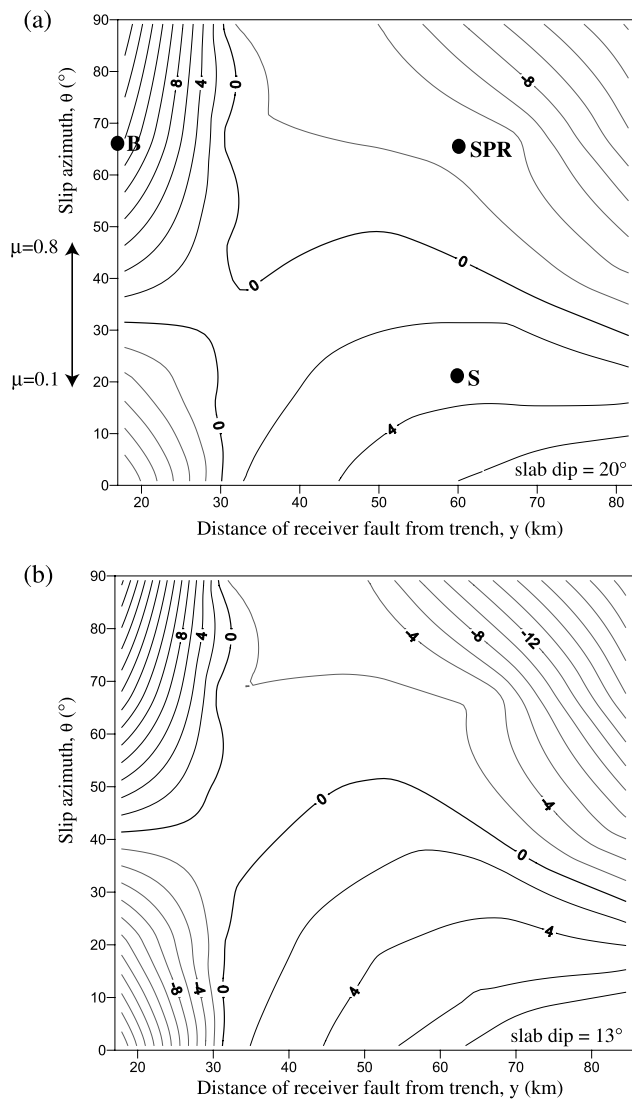 (a)
90
80
70
60
50
40
30
20
10
0
Slip azimuth, θ (°)
μ=0.8
μ=0.1
8 4 0 -8
B
SPR
0 0
S
0 4
slab dip = 20°
20 30 40 50 60 70 80
Distance of receiver fault from trench, y (km)
(b)
90
80
70
60
50
40
30
20
10
0
Slip azimuth, θ (°)
8 4 0 -4 -8 -12
-4
0 0
4
-8 -4 0 4
slab dip = 13°
20 30 40 50 60 70 80
Distance of receiver fault from trench, y (km)